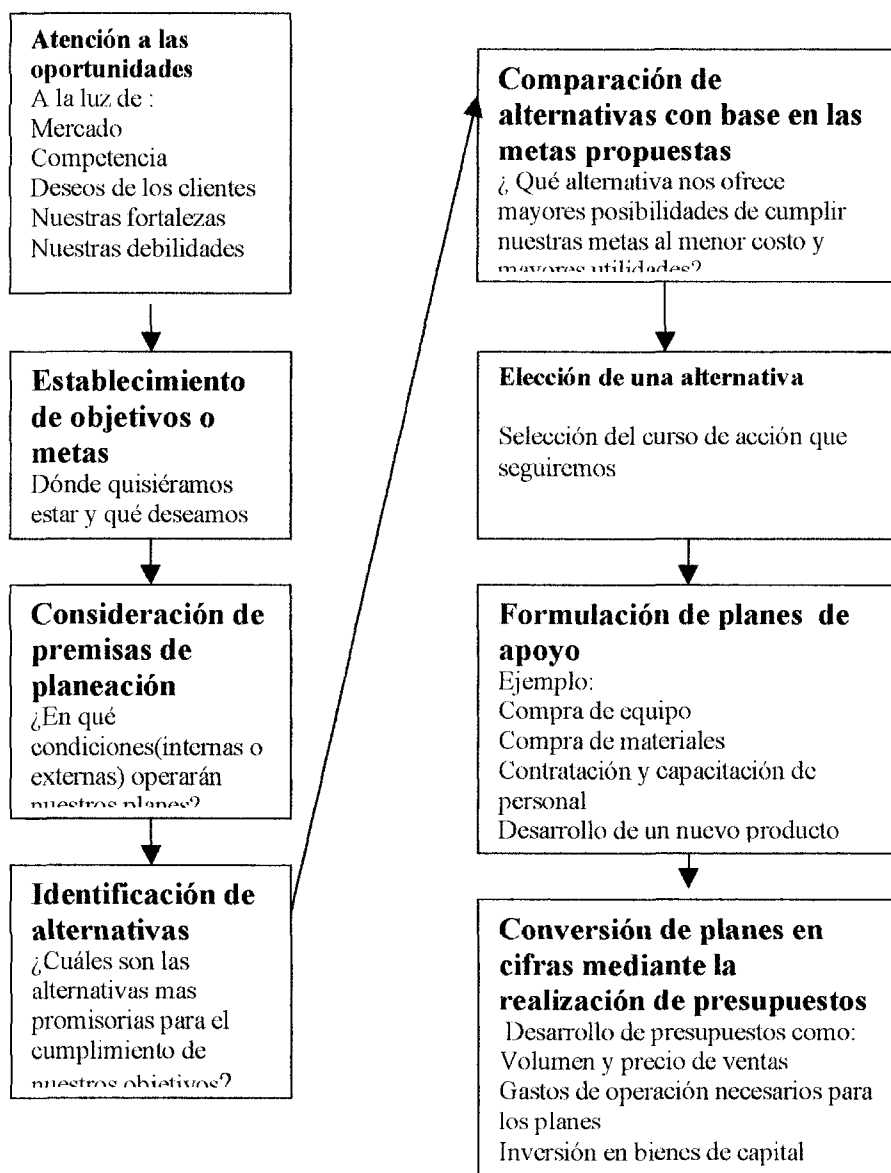 Atención a las
oportunidades
A la luz de :
Mercado
Competencia
Deseos de los clientes
Nuestras fortalezas
Nuestras debilidades
Establecimiento
de objetivos o
metas
Dónde quisiéramos
estar y qué deseamos
Consideración de
premisas de
planeación
¿En qué
condiciones(internas o
externas) operarán
nuestros planes?
Identificación de
alternativas
¿Cuáles son las
alternativas mas
promisorias para el
cumplimiento de
nuestros objetivos?
Comparación de
alternativas con base en las
metas propuestas
¿ Qué alternativa nos ofrece
mayores posibilidades de cumplir
nuestras metas al menor costo y
mayores utilidades?
Elección de una alternativa
Selección del curso de acción que
seguiremos
Formulación de planes de
apoyo
Ejemplo:
Compra de equipo
Compra de materiales
Contratación y capacitación de
personal
Desarrollo de un nuevo producto
Conversión de planes en
cifras mediante la
realización de presupuestos
Desarrollo de presupuestos como:
Volumen y precio de ventas
Gastos de operación necesarios para
los planes
Inversión en bienes de capital